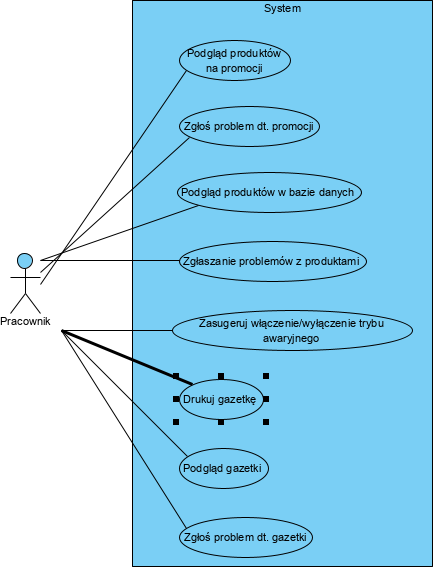 System
Podgląd produktów
na promocji
Zgłoś problem dt. promocji
Podgląd produktów w bazie danych
Zgłaszanie problemów z produktami
Pracownik
Zasugeruj włączenie/wyłączenie trybu
awaryjnego
Drukuj gazetkę
Podgląd gazetki
Zgłoś problem dt. gazetki